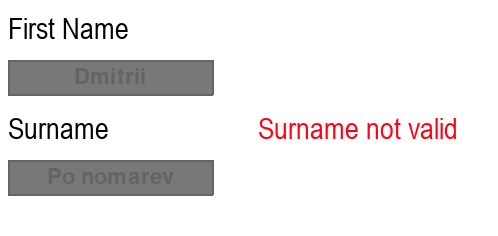 First Name
Dmitrii
Surname
Surname not valid
Po nomarev